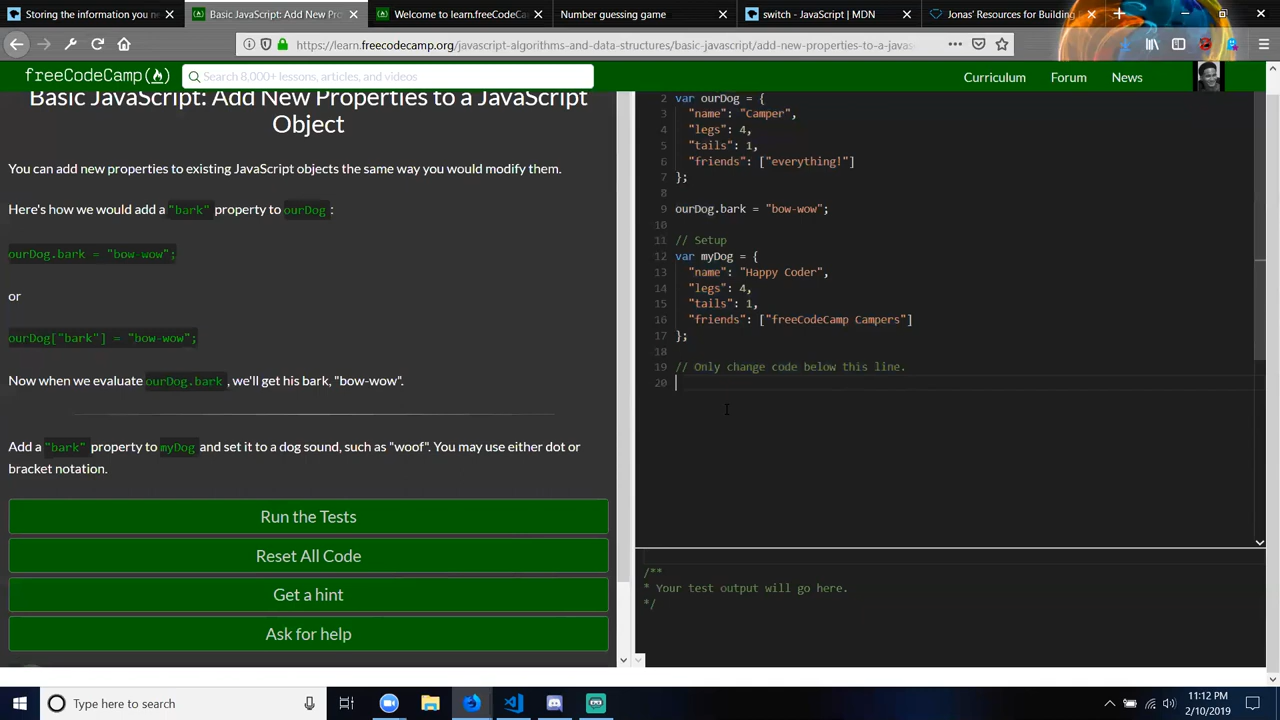 Storing the information you n
Basic JavaScript: Add New Pro
Welcome to learn.freeCodeCa
Number guessing game
switch - JavaScript | MDN
Jonas' Resources for Building
https://learn.freecodecamp.org/javascript-algorithms-and-data-structures/basic-javascript/add-new-properties-to-a-javas
freeCodeCamp
Search 8,000+ lessons, articles, and videos
Curriculum
Forum
News
Basic JavaScript: Add New Properties to a JavaScript
Object
You can add new properties to existing JavaScript objects the same way you would modify them.
Here's how we would add a "bark" property to ourDog :
ourDog.bark = "bow-wow";
or
ourDog["bark"] = "bow-wow";
Now when we evaluate ourDog.bark , we'll get his bark, "bow-wow".
Add a "bark" property to myDog and set it to a dog sound, such as "woof". You may use either dot or
bracket notation.
Run the Tests
Reset All Code
Get a hint
Ask for help
2 var ourDog = {
3 "name": "Camper",
4 "legs": 4,
5 "tails": 1,
6 "friends": ["everything!"]
7 };
8
9 ourDog.bark = "bow-wow";
10
11 // Setup
12 var myDog = {
13 "name": "Happy Coder",
14 "legs": 4,
15 "tails": 1,
16 "friends": ["freeCodeCamp Campers"]
17 };
18
19 // Only change code below this line.
20
/**
* Your test output will go here.
*/
Type here to search
11:12 PM
2/10/2019